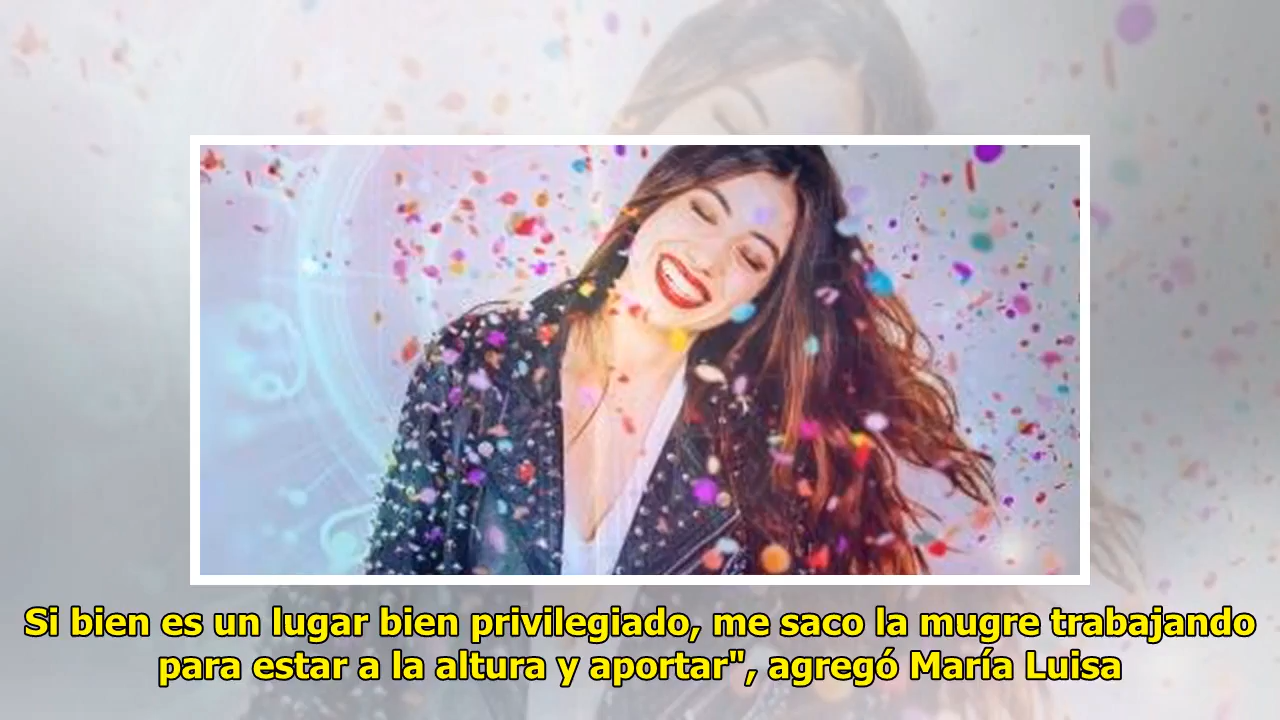 Si bien es un lugar bien privilegiado, me saco la mugre trabajando
para estar a la altura y aportar", agregó María Luisa